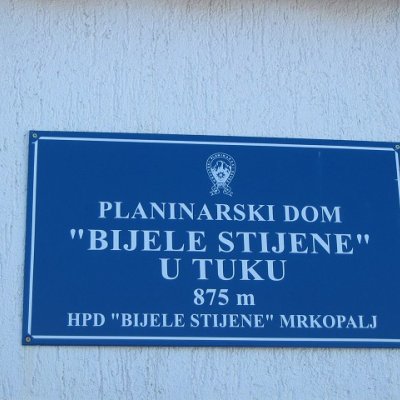 PLANINARSKI DOM
"BIJELE STIJENE"
U TUKU
875 m
HPD "BIJELE STIJENE" MRKOPALJ